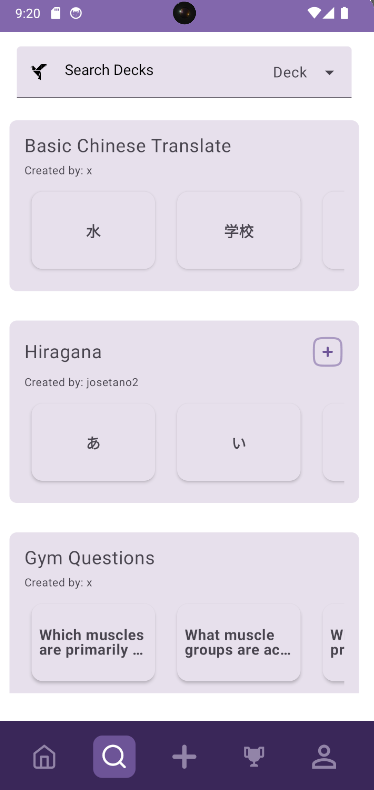 9:20
Search Decks
Deck
Basic Chinese Translate
Created by: x
水
学校
Hiragana
+
Created by: josetano2
あ
い
Gym Questions
Created by: x
Which muscles are primarily ...
What muscle groups are ac...
W
pr